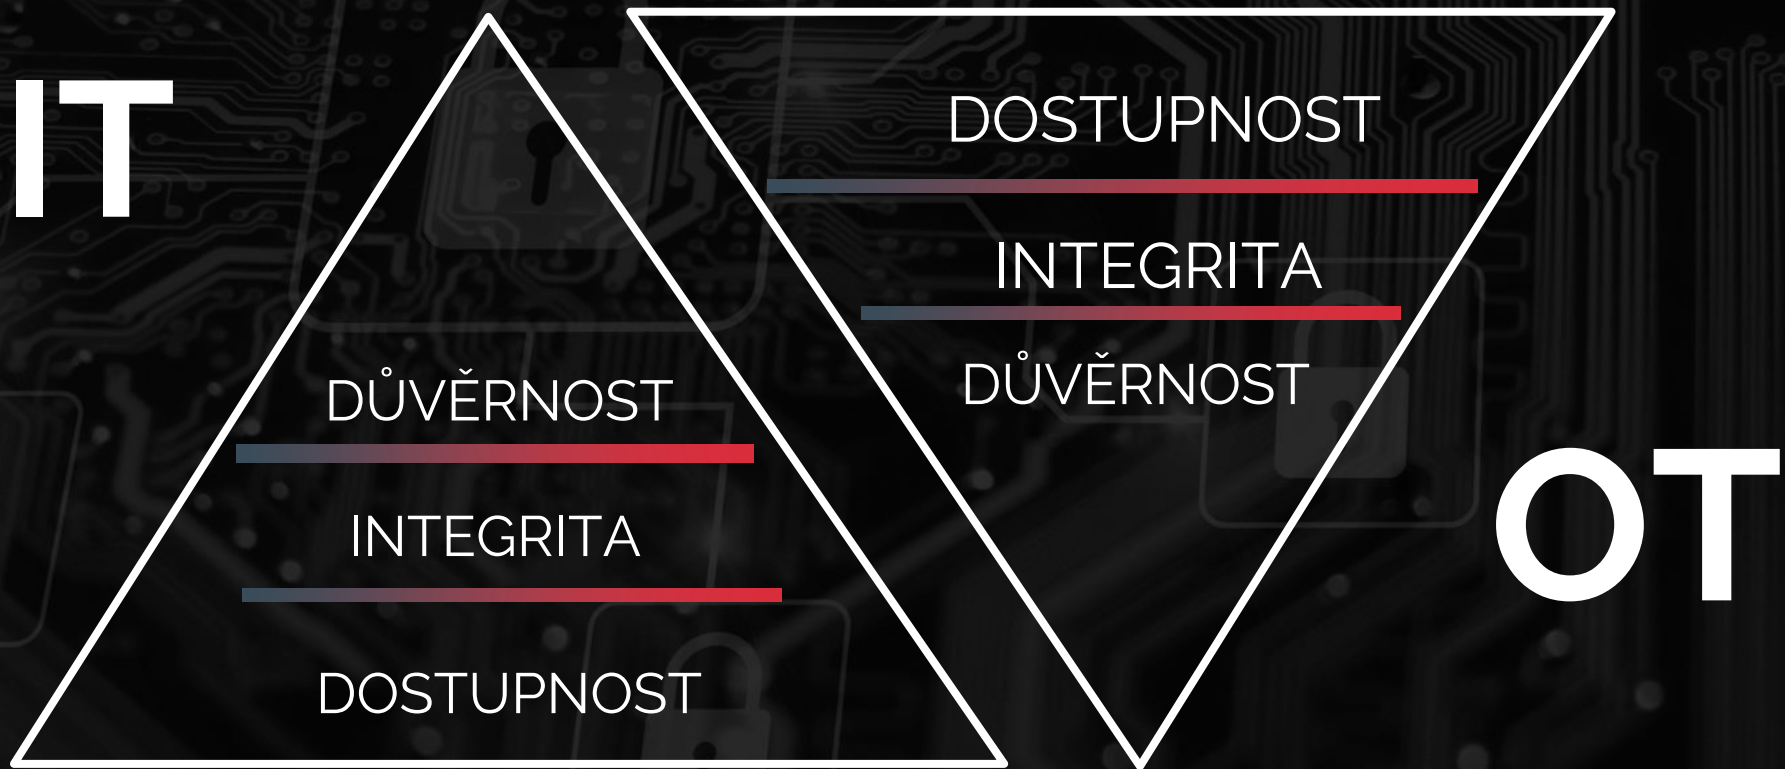 IT
DŮVĚRNOST
INTEGRITA
DOSTUPNOST
DOSTUPNOST
INTEGRITA
DŮVĚRNOST
OT